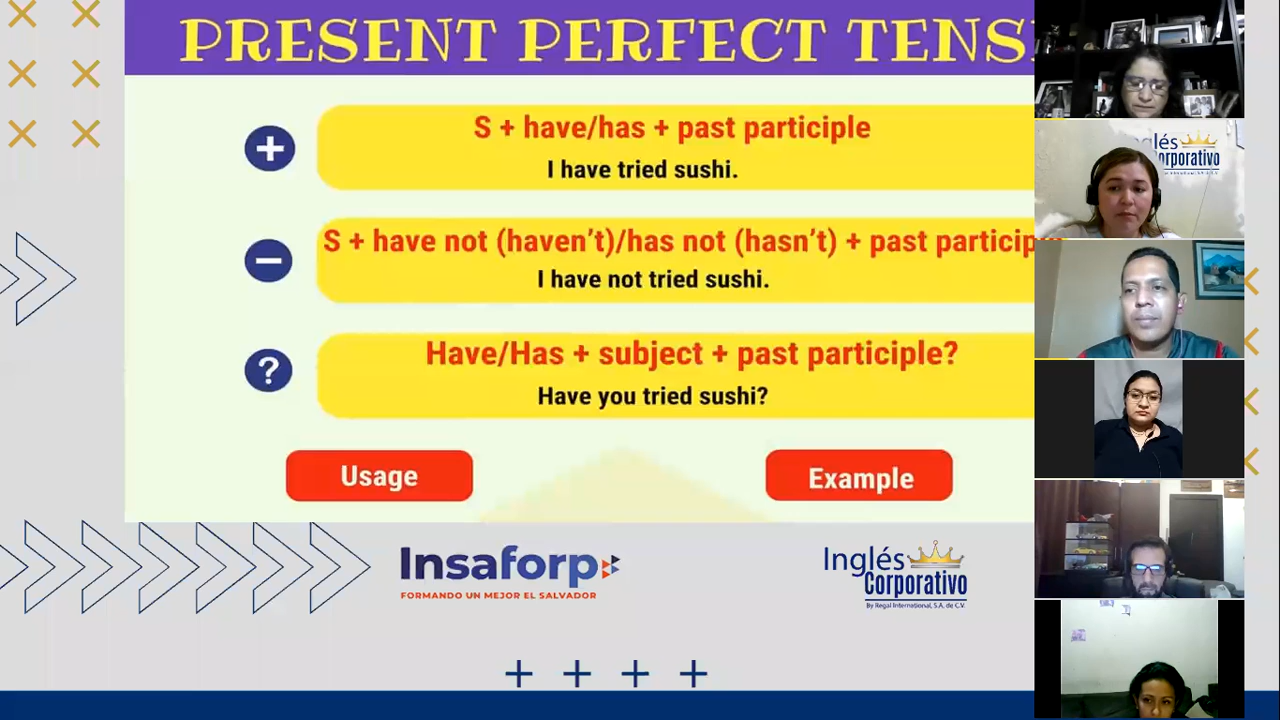 PRESENT PERFECT TENS
+
S + have/has + past participle
I have tried sushi.
−
S + have not (haven't)/has not (hasn't) + past particip
I have not tried sushi.
?
Have/Has + subject + past participle?
Have you tried sushi?
Usage
Example
Insaforp
FORMANDO UN MEJOR EL SALVADOR
Inglés
Corporativo
By Regal International, S.A. de C.V.
glés
orporativo